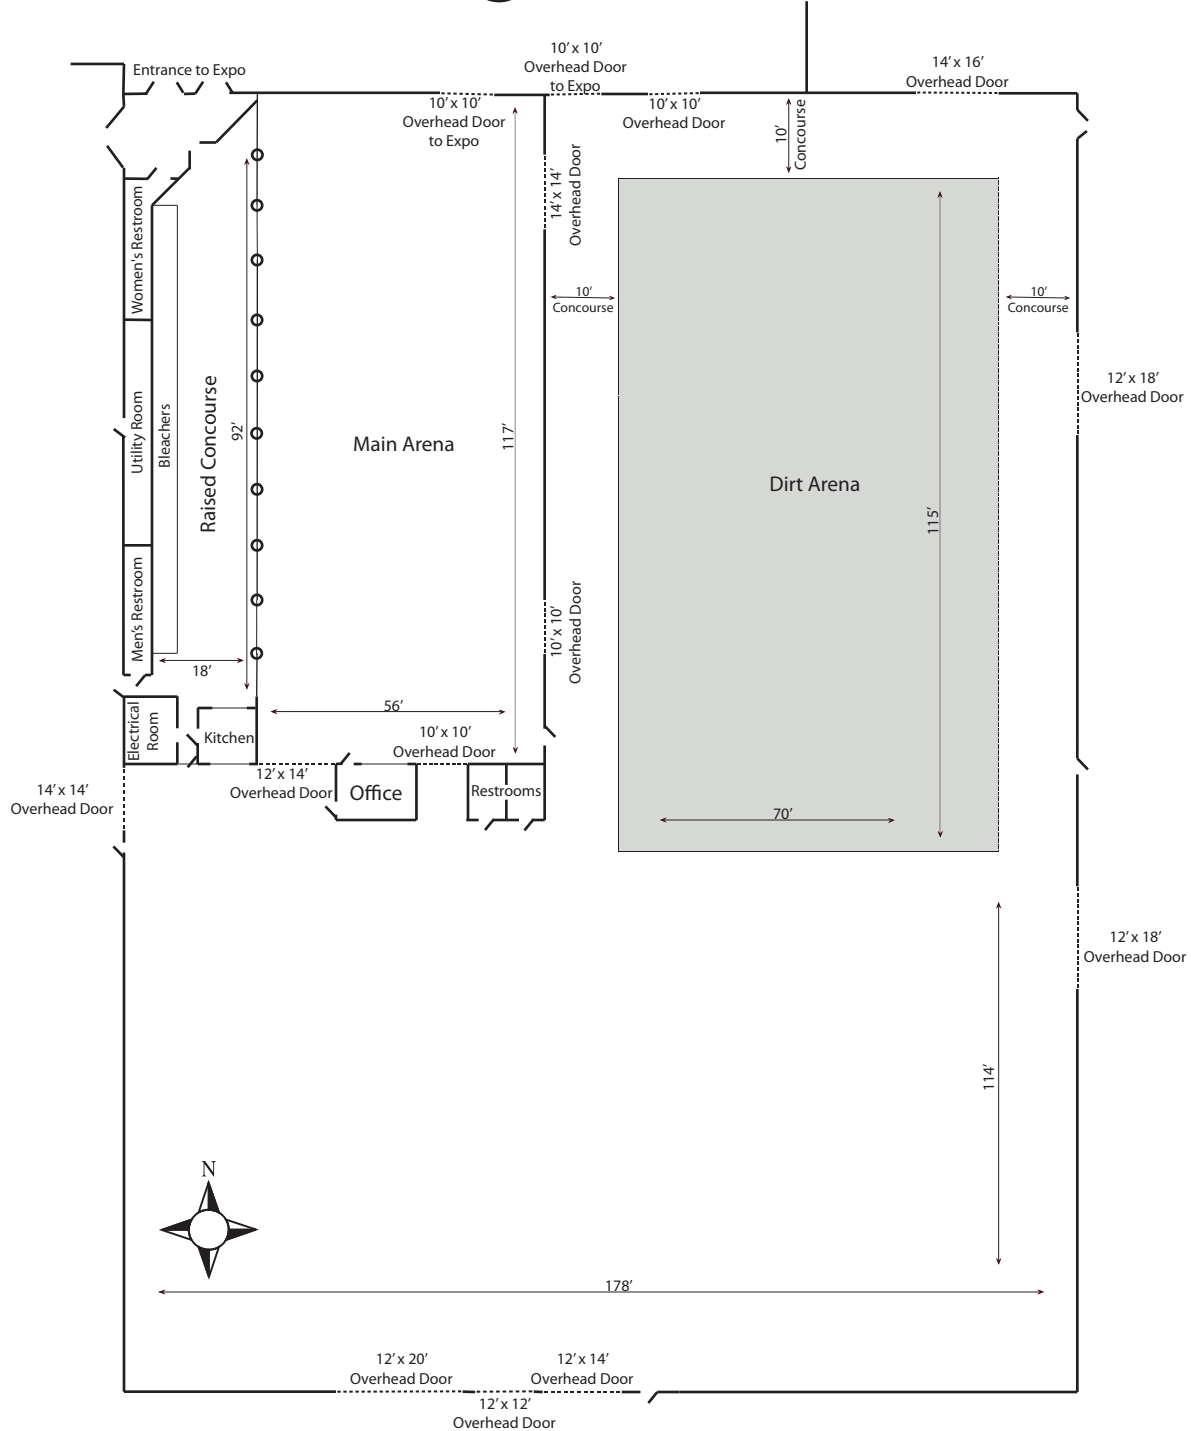 10’ x 10’
Overhead Door
to Expo
14’ x 16’
Overhead Door
Entrance to Expo
10’ x 10’
Overhead Door
to Expo
10’ x 10’
Overhead Door
10’
Concourse
14’ x 14’
Overhead Door
Women's Restroom
10’
Concourse
10’
Concourse
12’ x 18’
Overhead Door
Utility Room
Bleachers
Raised Concourse
92’
Main Arena
117’
Dirt Arena
115’
Men’s Restroom
10’ x 10’
Overhead Door
18’
56’
Electrical
Room
Kitchen
10’ x 10’
Overhead Door
12’ x 14’
Overhead Door
Office
Restrooms
14’ x 14’
Overhead Door
70’
12’ x 18’
Overhead Door
114’
N
178’
12’ x 20’
Overhead Door
12’ x 14’
Overhead Door
12’ x 12’
Overhead Door